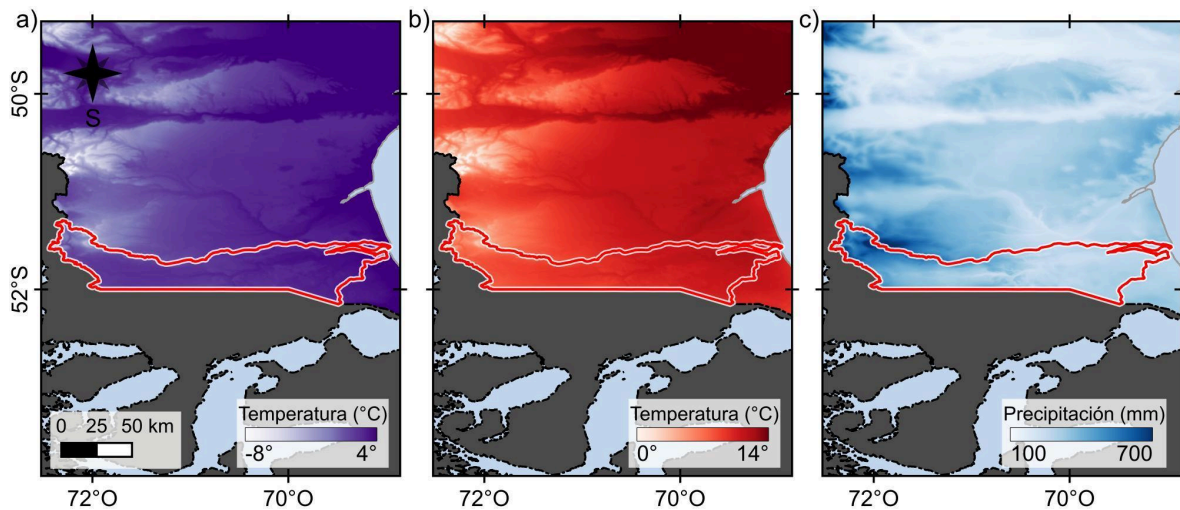 a)
b)
c)
50°S
52°S
S
0 25 50 km
Temperatura (°C)
-8° 4°
Temperatura (°C)
0° 14°
Precipitación (mm)
100 700
72°O 70°O
72°O 70°O
72°O 70°O